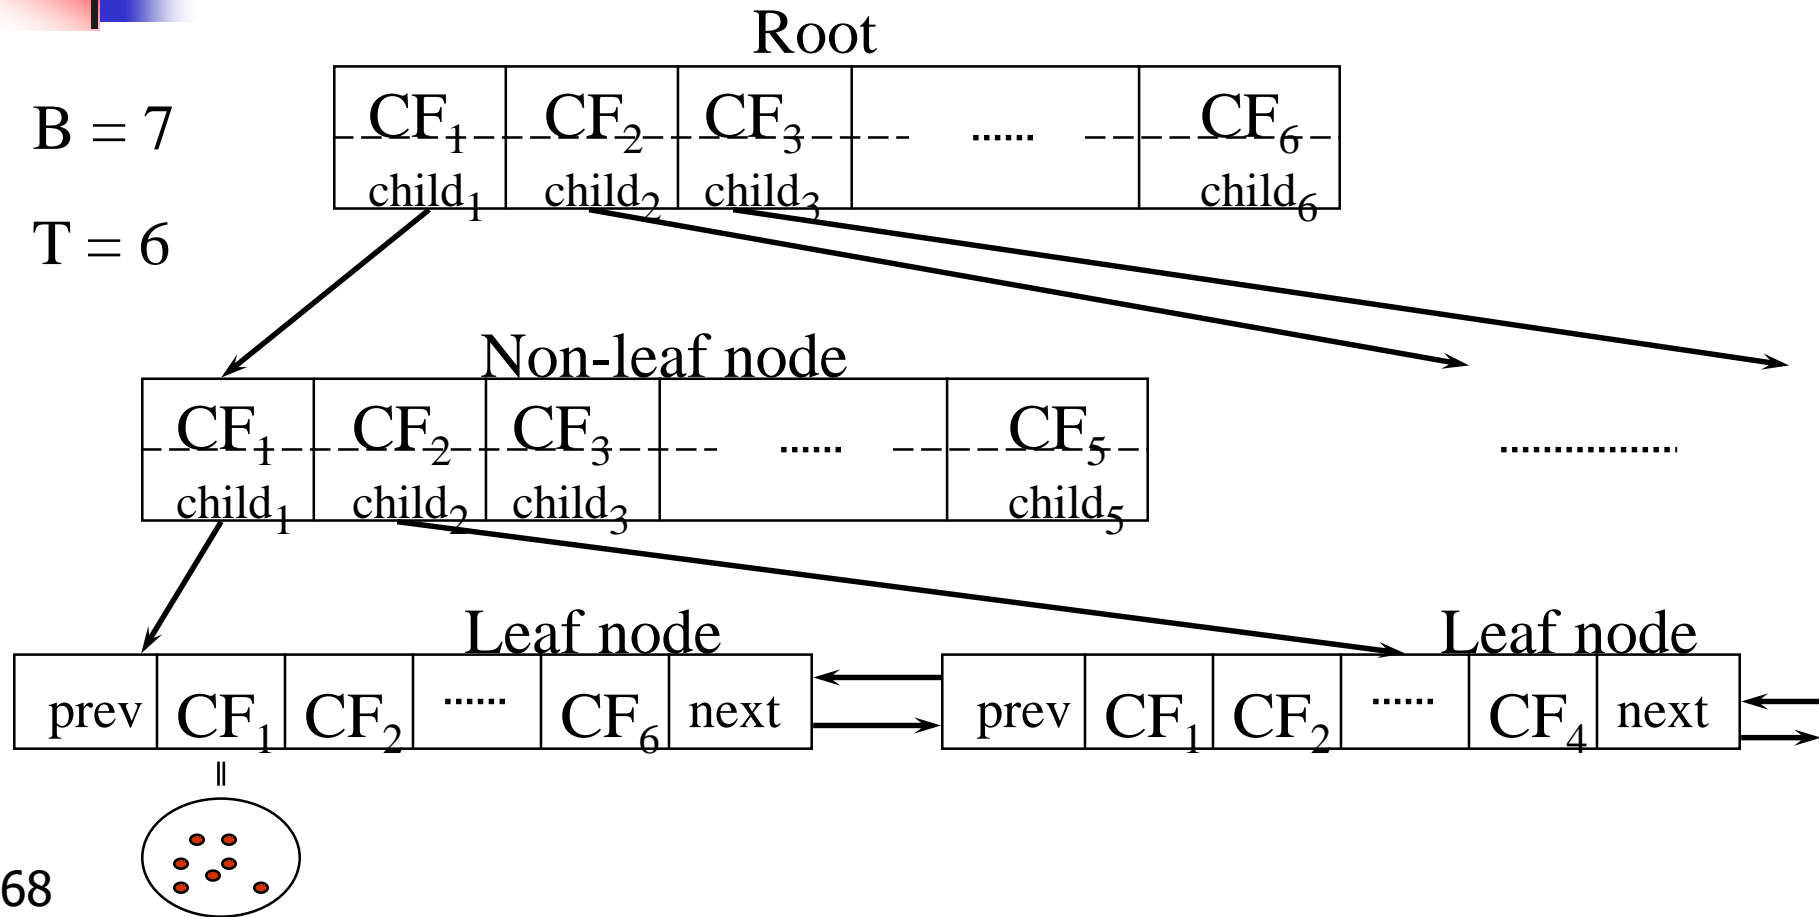 Root
B = 7
T = 6
CF1 CF2 CF3 ...... CF6
child1 child2 child3 child6
Non-leaf node
CF1 CF2 CF3 ...... CF5
child1 child2 child3 child5
................
Leaf node Leaf node
prev CF1 CF2 ...... CF6 next prev CF1 CF2 ...... CF4 next
68